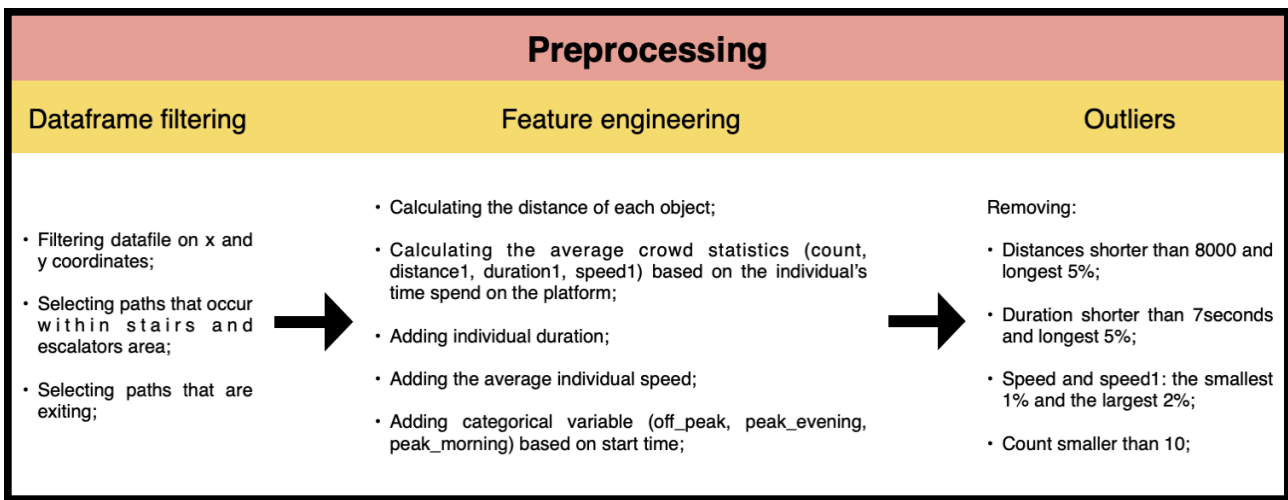 Preprocessing
Dataframe filtering
Feature engineering
Outliers
• Filtering datafile on x and
y coordinates;
• Selecting paths that occur
within stairs and
escalators area;
• Selecting paths that are
exiting;
• Calculating the distance of each object;
• Calculating the average crowd statistics (count,
distance1, duration1, speed1) based on the individual's
time spend on the platform;
• Adding individual duration;
• Adding the average individual speed;
• Adding categorical variable (off_peak, peak_evening,
peak_morning) based on start time;
Removing:
• Distances shorter than 8000 and
longest 5%;
• Duration shorter than 7seconds
and longest 5%;
• Speed and speed1: the smallest
1% and the largest 2%;
• Count smaller than 10;